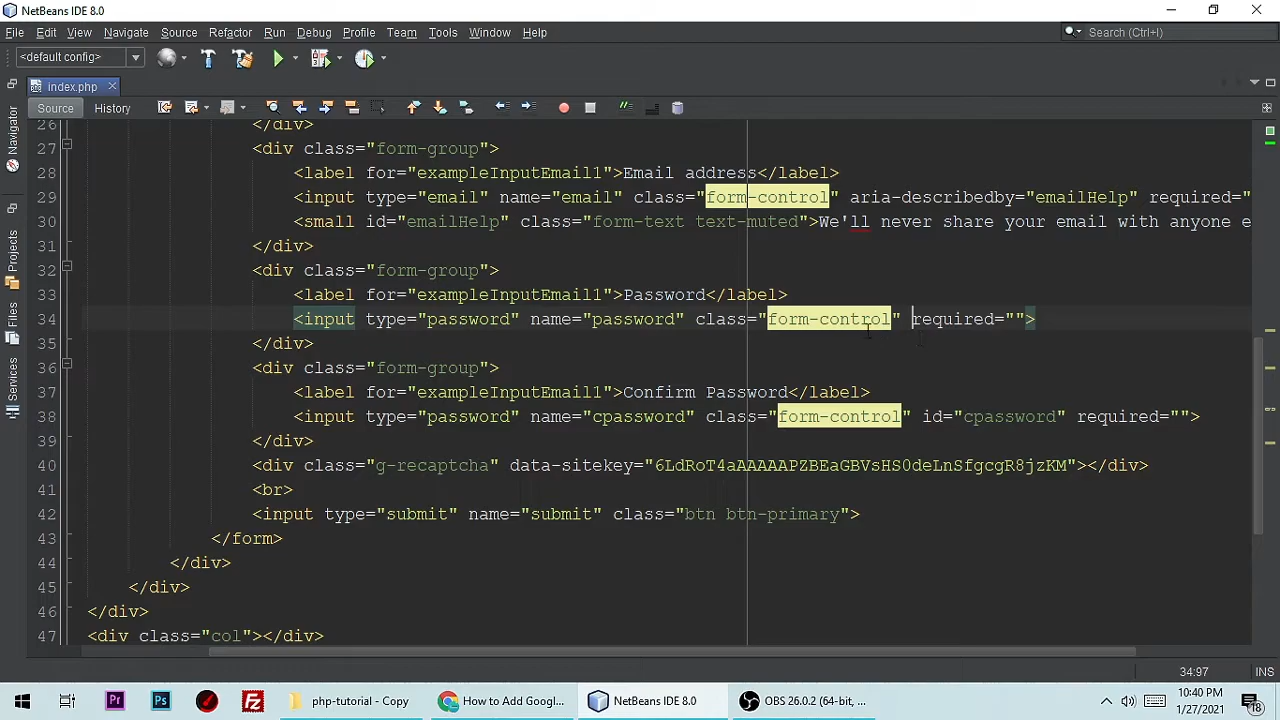 NetBeans IDE 8.0
File Edit View Navigate Source Refactor Run Debug Profile Team Tools Window Help
Search (Ctrl+I)
<default config>
index.php
Source History
Navigator
Projects
Files
Services
26 </div>
27 <div class="form-group">
28 <label for="exampleInputEmail1">Email address</label>
29 <input type="email" name="email" class="form-control" aria-describedby="emailHelp" required="
30 <small id="emailHelp" class="form-text text-muted">We'll never share your email with anyone e
31 </div>
32 <div class="form-group">
33 <label for="exampleInputEmail1">Password</label>
34 <input type="password" name="password" class="form-control" required="">
35 </div>
36 <div class="form-group">
37 <label for="exampleInputEmail1">Confirm Password</label>
38 <input type="password" name="cpassword" class="form-control" id="cpassword" required="">
39 </div>
40 <div class="g-recaptcha" data-sitekey="6LdRoT4aAAAAAPZBEaGBVsHS0deLnSfgcgR8jzKM"></div>
41 <br>
42 <input type="submit" name="submit" class="btn btn-primary">
43 </form>
44 </div>
45 </div>
46 </div>
47 <div class="col"></div>
34:97 INS
Pr
Ps
Fz
php-tutorial - Copy
How to Add Googl...
NetBeans IDE 8.0
OBS 26.0.2 (64-bit, ...
10:40 PM
1/27/2021
18